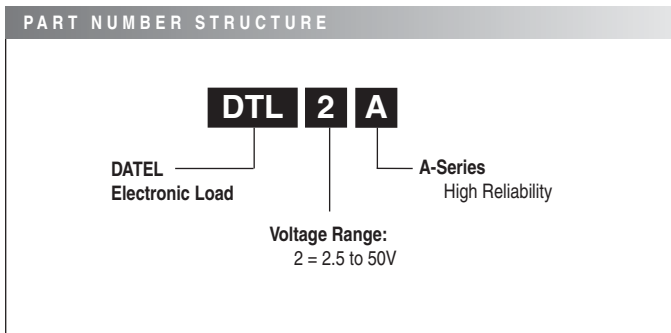 PART NUMBER STRUCTURE
DTL 2 A
DATEL
Electronic Load
A-Series
High Reliability
Voltage Range:
2 = 2.5 to 50V